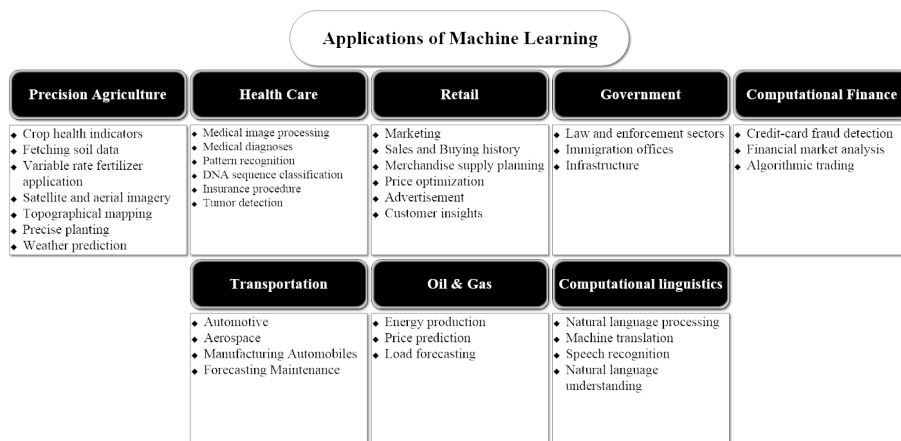 Applications of Machine Learning
Precision Agriculture
Crop health indicators
Fetching soil data
Variable rate fertilizer
application
Satellite and aerial imagery
Topographical mapping
Precise planting
Weather prediction
Health Care
Medical image processing
Medical diagnoses
Pattern recognition
DNA sequence classification
Insurance procedure
Tumor detection
Retail
Marketing
Sales and Buying history
Merchandise supply planning
Price optimization
Advertisement
Customer insights
Government
Law and enforcement sectors
Immigration offices
Infrastructure
Computational Finance
Credit-card fraud detection
Financial market analysis
Algorithmic trading
Transportation
Automotive
Aerospace
Manufacturing Automobiles
Forecasting Maintenance
Oil & Gas
Energy production
Price prediction
Load forecasting
Computational linguistics
Natural language processing
Machine translation
Speech recognition
Natural language
understanding